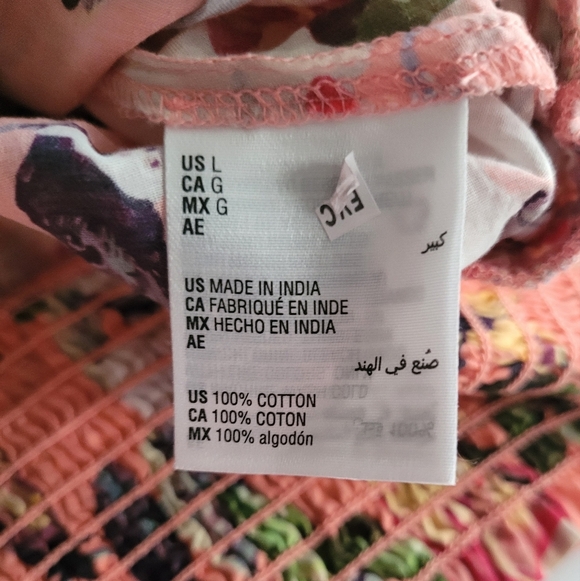 US L
CA G
MX G
AE
كبير
US MADE IN INDIA
CA FABRIQUÉ EN INDE
MX HECHO EN INDIA
AE
صُنع في الهند
US 100% COTTON
CA 100% COTON
MX 100% algodón